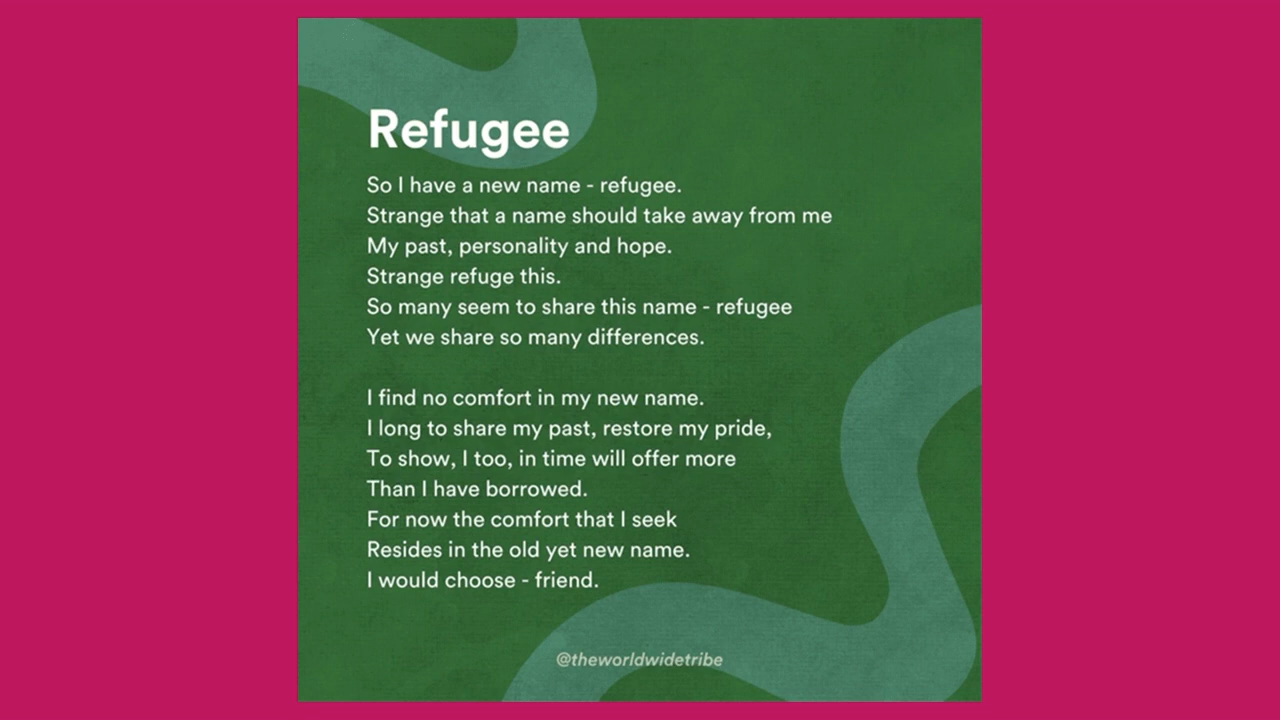 Refugee
So I have a new name - refugee.
Strange that a name should take away from me
My past, personality and hope.
Strange refuge this.
So many seem to share this name - refugee
Yet we share so many differences.
I find no comfort in my new name.
I long to share my past, restore my pride,
To show, I too, in time will offer more
Than I have borrowed.
For now the comfort that I seek
Resides in the old yet new name.
I would choose - friend.
@theworldwidetribe